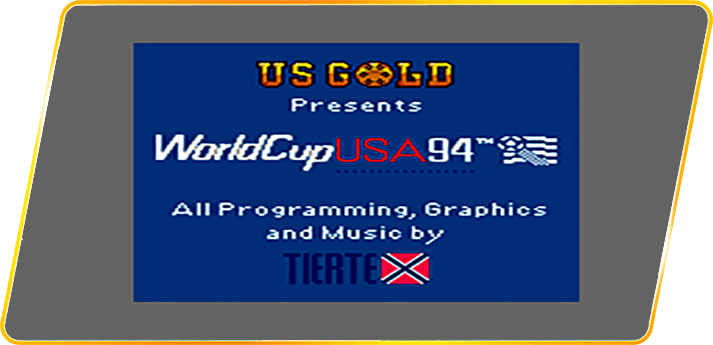 US GOLD
Presents
WorldCupUSA94™
All Programming, Graphics
and Music by
TIERTEX